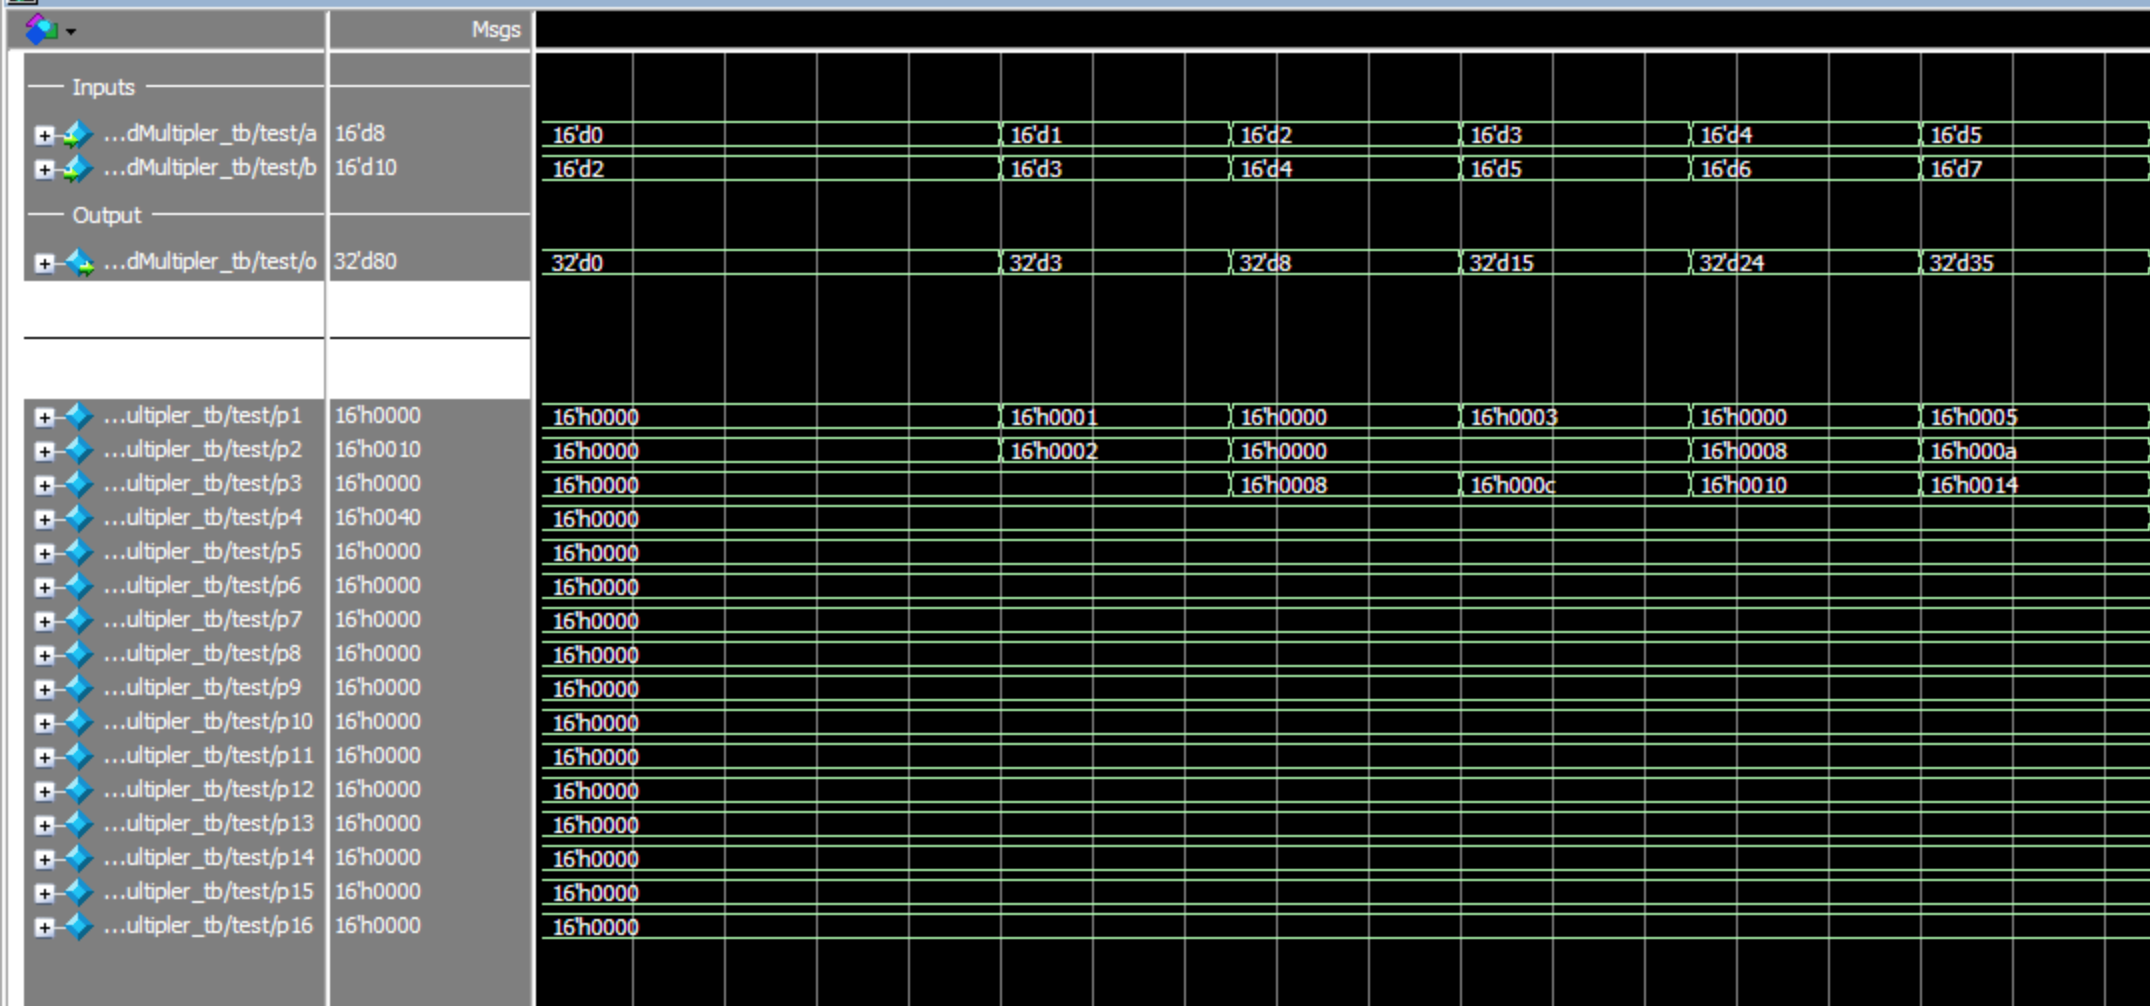 Msgs
Inputs
...dMultipler_tb/test/a 16'd8 16'd0 16'd1 16'd2 16'd3 16'd4 16'd5
...dMultipler_tb/test/b 16'd10 16'd2 16'd3 16'd4 16'd5 16'd6 16'd7
Output
...dMultipler_tb/test/o 32'd80 32'd0 32'd3 32'd8 32'd15 32'd24 32'd35
...ultipler_tb/test/p1 16'h0000 16'h0000 16'h0001 16'h0000 16'h0003 16'h0000 16'h0005
...ultipler_tb/test/p2 16'h0010 16'h0000 16'h0002 16'h0000 16'h0008 16'h000a
...ultipler_tb/test/p3 16'h0000 16'h0000 16'h0008 16'h000c 16'h0010 16'h0014
...ultipler_tb/test/p4 16'h0040 16'h0000
...ultipler_tb/test/p5 16'h0000 16'h0000
...ultipler_tb/test/p6 16'h0000 16'h0000
...ultipler_tb/test/p7 16'h0000 16'h0000
...ultipler_tb/test/p8 16'h0000 16'h0000
...ultipler_tb/test/p9 16'h0000 16'h0000
...ultipler_tb/test/p10 16'h0000 16'h0000
...ultipler_tb/test/p11 16'h0000 16'h0000
...ultipler_tb/test/p12 16'h0000 16'h0000
...ultipler_tb/test/p13 16'h0000 16'h0000
...ultipler_tb/test/p14 16'h0000 16'h0000
...ultipler_tb/test/p15 16'h0000 16'h0000
...ultipler_tb/test/p16 16'h0000 16'h0000